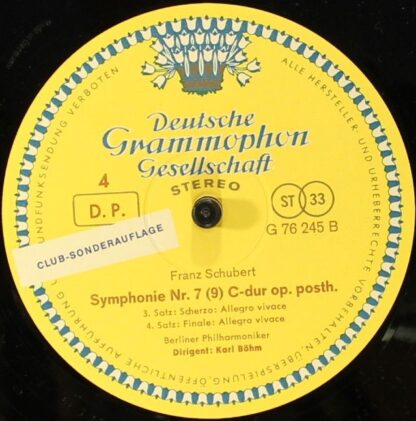 ALLE HERSTELLER- UND URHEBERRECHTE VORBEHALTEN. ÜBERSPIELUNG, ÖFFENTLICHE AUFFÜHRUNG
UNDFUNKSENDUNG VERBOTEN
Deutsche
Grammophon
Gesellschaft
STEREO
4
D. P.
ST 33
G 76 245 B
CLUB-SONDERAUFLAGE
Franz Schubert
Symphonie Nr. 7 (9) C-dur op. posth.
3. Satz: Scherzo: Allegro vivace
4. Satz: Finale: Allegro vivace
Berliner Philharmoniker
Dirigent: Karl Böhm